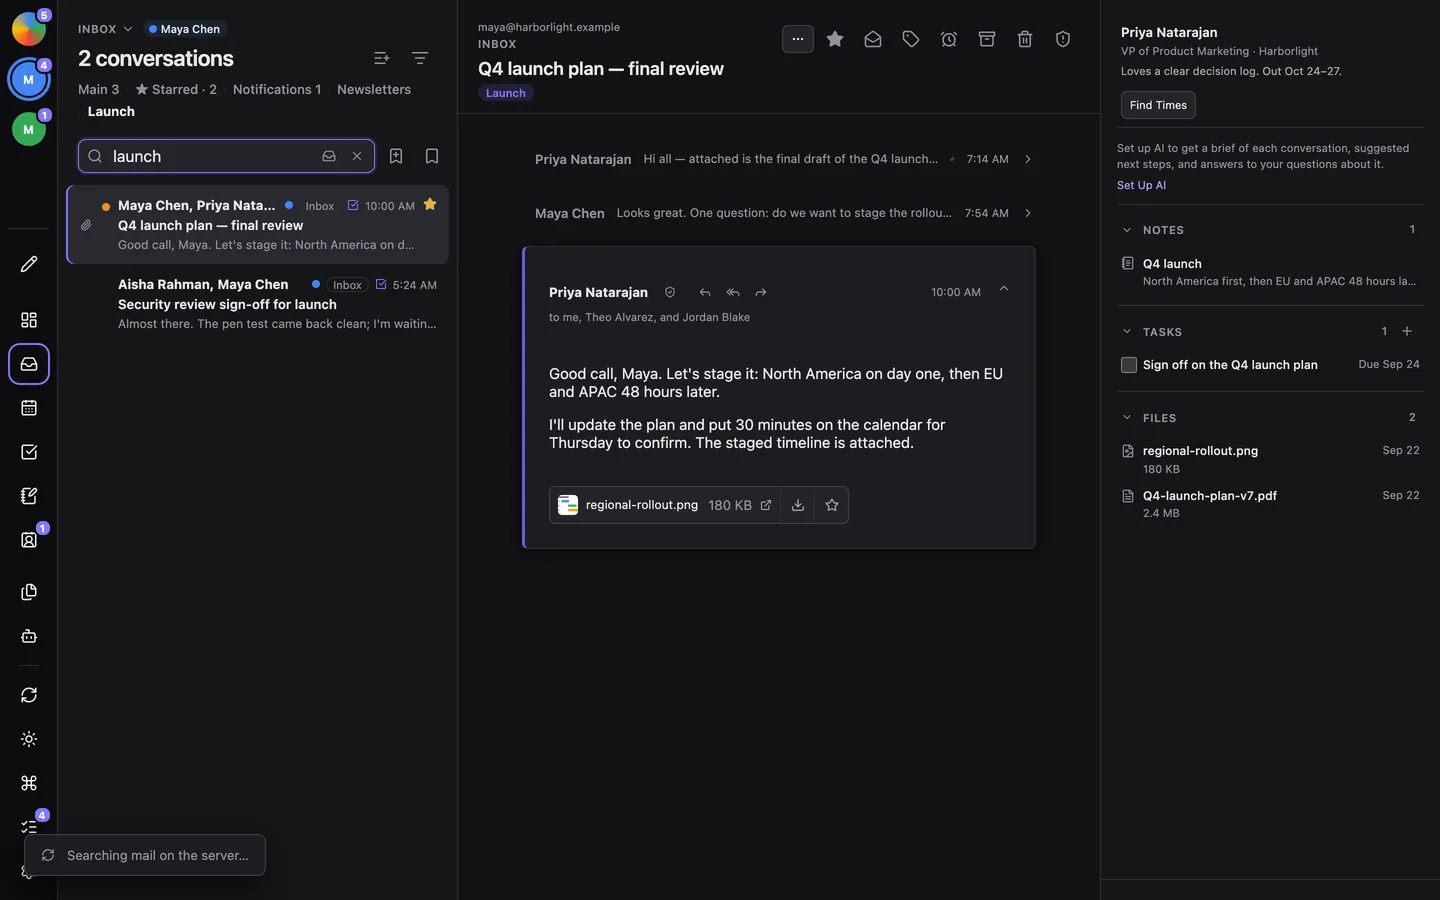 5
M
4
M
1
INBOX
Maya Chen
2 conversations
Main 3 · Starred · 2 · Notifications 1 · Newsletters
· Launch
launch
Maya Chen, Priya Nata...
Inbox
10:00 AM
Q4 launch plan — final review
Good call, Maya. Let's stage it: North America on d...
Aisha Rahman, Maya Chen
Inbox
5:24 AM
Security review sign-off for launch
Almost there. The pen test came back clean; I'm waitin...
1
4
Searching mail on the server...
maya@harborlight.example
INBOX
Q4 launch plan — final review
Launch
Priya Natarajan Hi all — attached is the final draft of the Q4 launch... 7:14 AM
Maya Chen Looks great. One question: do we want to stage the rollou... 7:54 AM
Priya Natarajan
10:00 AM
to me, Theo Alvarez, and Jordan Blake
Good call, Maya. Let's stage it: North America on day one, then EU
and APAC 48 hours later.
I'll update the plan and put 30 minutes on the calendar for
Thursday to confirm. The staged timeline is attached.
regional-rollout.png 180 KB
Priya Natarajan
VP of Product Marketing · Harborlight
Loves a clear decision log. Out Oct 24–27.
Find Times
Set up AI to get a brief of each conversation, suggested
next steps, and answers to your questions about it.
Set Up AI
NOTES 1
Q4 launch
North America first, then EU and APAC 48 hours la...
TASKS 1
Sign off on the Q4 launch plan Due Sep 24
FILES 2
regional-rollout.png Sep 22
180 KB
Q4-launch-plan-v7.pdf Sep 22
2.4 MB